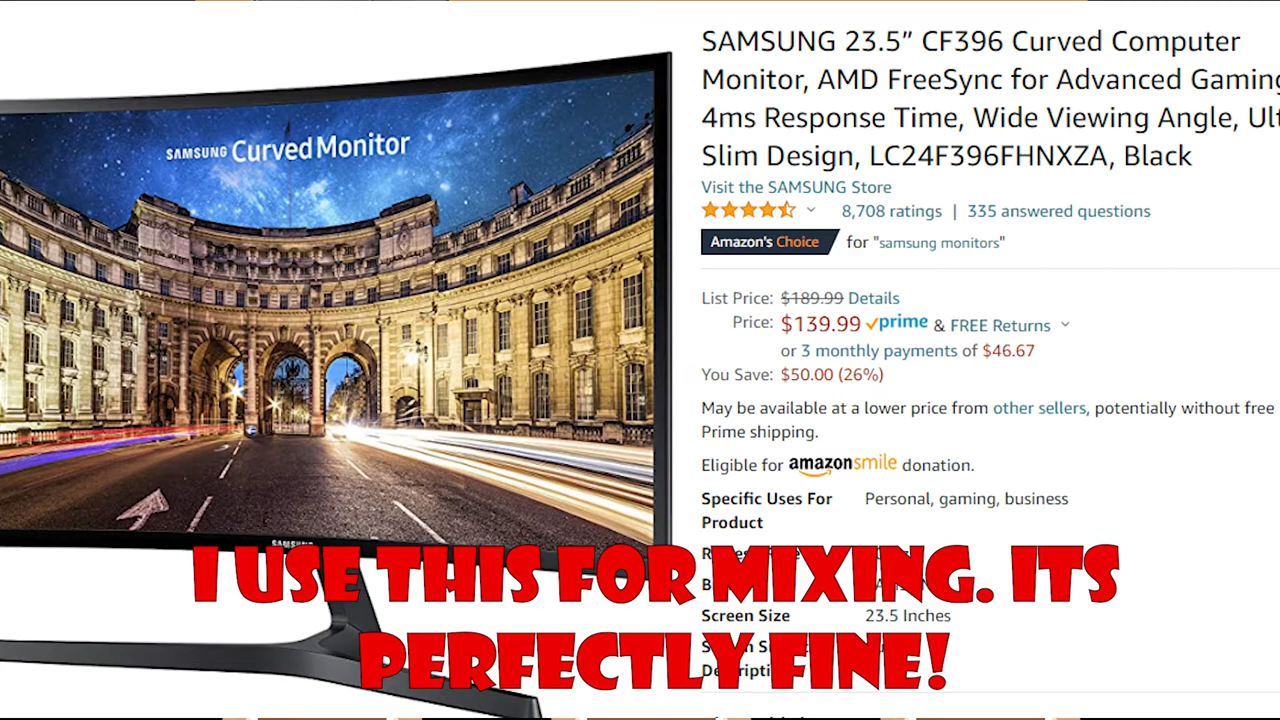 SAMSUNG 23.5” CF396 Curved Computer
Monitor, AMD FreeSync for Advanced Gaming
4ms Response Time, Wide Viewing Angle,
Slim Design, LC24F396FHNXZA, Black
Visit the SAMSUNG Store
8,708 ratings | 335 answered questions
Amazon's Choice for "samsung monitors"
List Price: $189.99 Details
Price: $139.99 prime & FREE Returns
or 3 monthly payments of $46.67
You Save: $50.00 (26%)
May be available at a lower price from other sellers, potentially without free
Prime shipping.
Eligible for amazonsmile donation.
Specific Uses For Personal, gaming, business
Product
Screen Size 23.5 Inches
SAMSUNG Curved Monitor
SAMSUNG
I USE THIS FOR MIXING. ITS
PERFECTLY FINE!